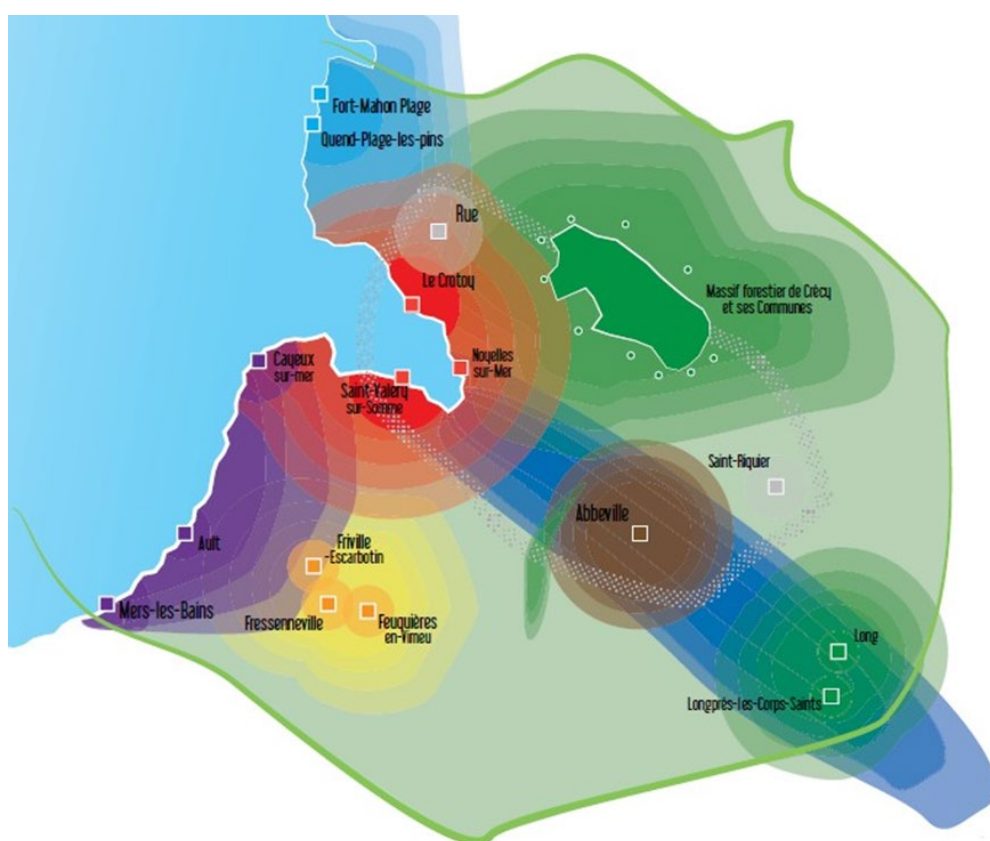 Fort-Mahon Plage
Quend-Plage-les-pins
Rue
Le Crotoy
Massif forestier de Crécy
et ses Communes
Noyelles
sur-Mer
Cayeux
sur-mer
Saint-Valery
sur-Somme
Saint-Riquier
Abbeville
Ault
Friville
-Escarbotin
Mers-les-Bains
Fressenneville
Feuquières
en-Vimeu
Long
Longprés-les-Corps-Saints